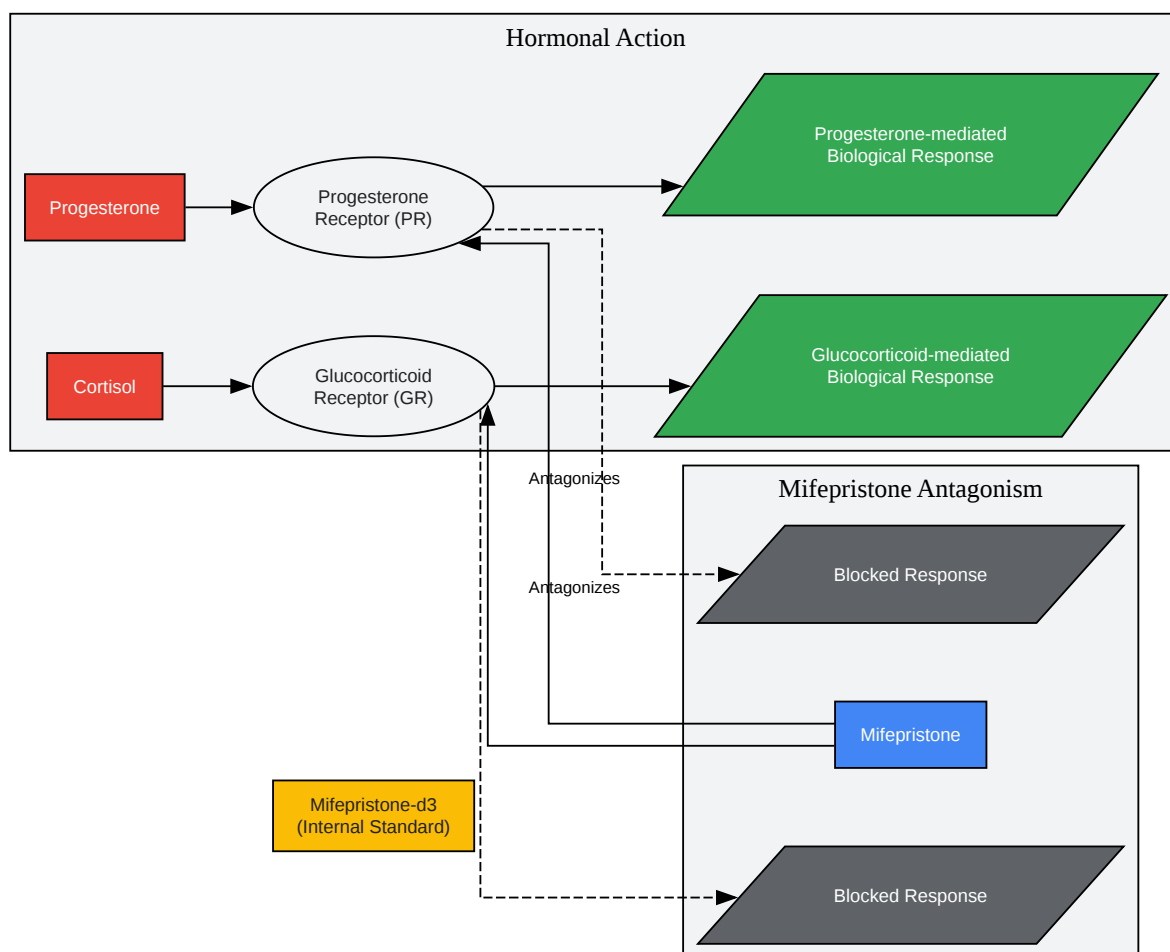 Hormonal Action
Progesterone-mediated
Biological Response
Progesterone
Progesterone
Receptor (PR)
Glucocorticoid-mediated
Biological Response
Cortisol
Glucocorticoid
Receptor (GR)
Antagonizes
Mifepristone Antagonism
Blocked Response
Antagonizes
Mifepristone
Mifepristone-d3
(Internal Standard)
Blocked Response